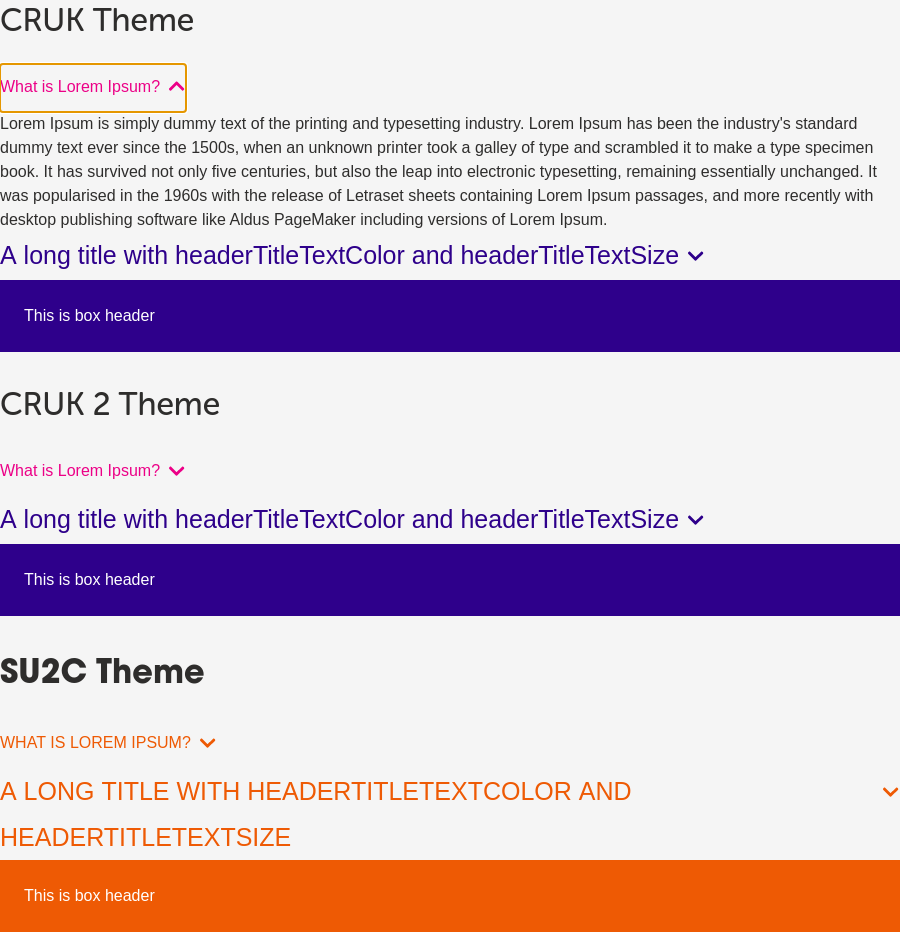 CRUK Theme
What is Lorem Ipsum?
Lorem Ipsum is simply dummy text of the printing and typesetting industry. Lorem Ipsum has been the industry's standard
dummy text ever since the 1500s, when an unknown printer took a galley of type and scrambled it to make a type specimen
book. It has survived not only five centuries, but also the leap into electronic typesetting, remaining essentially unchanged. It
was popularised in the 1960s with the release of Letraset sheets containing Lorem Ipsum passages, and more recently with
desktop publishing software like Aldus PageMaker including versions of Lorem Ipsum.
A long title with headerTitleTextColor and headerTitleTextSize
This is box header
CRUK 2 Theme
What is Lorem Ipsum?
A long title with headerTitleTextColor and headerTitleTextSize
This is box header
SU2C Theme
WHAT IS LOREM IPSUM?
A LONG TITLE WITH HEADERTITLETEXTCOLOR AND
HEADERTITLETEXTSIZE
This is box header